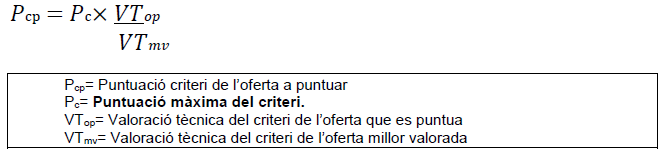 Pcp = Pc× VTop
VTmv
Pcp= Puntuació criteri de l’oferta a puntuar
Pc= Puntuació màxima del criteri.
VTop= Valoració tècnica del criteri de l’oferta que es puntua
VTmv= Valoració tècnica del criteri de l’oferta millor valorada